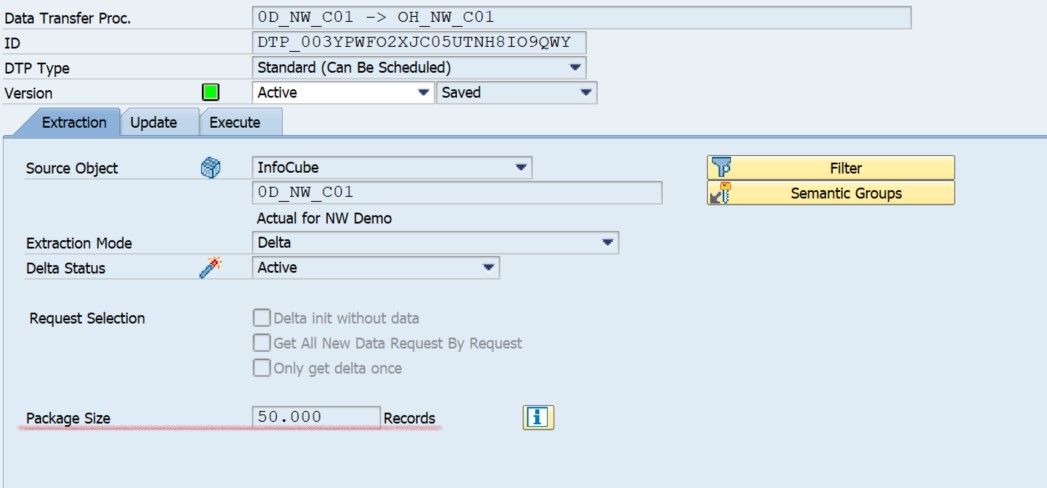 Data Transfer Proc. 0D_NW_C01 -> OH_NW_C01
ID DTP_003YPWFO2XJC05UTNH8IO9QWY
DTP Type Standard (Can Be Scheduled)
Version Active Saved
Extraction Update Execute
Source Object InfoCube Filter
0D_NW_C01 Semantic Groups
Actual for NW Demo
Extraction Mode Delta
Delta Status Active
Request Selection Delta init without data
Get All New Data Request By Request
Only get delta once
Package Size 50.000 Records